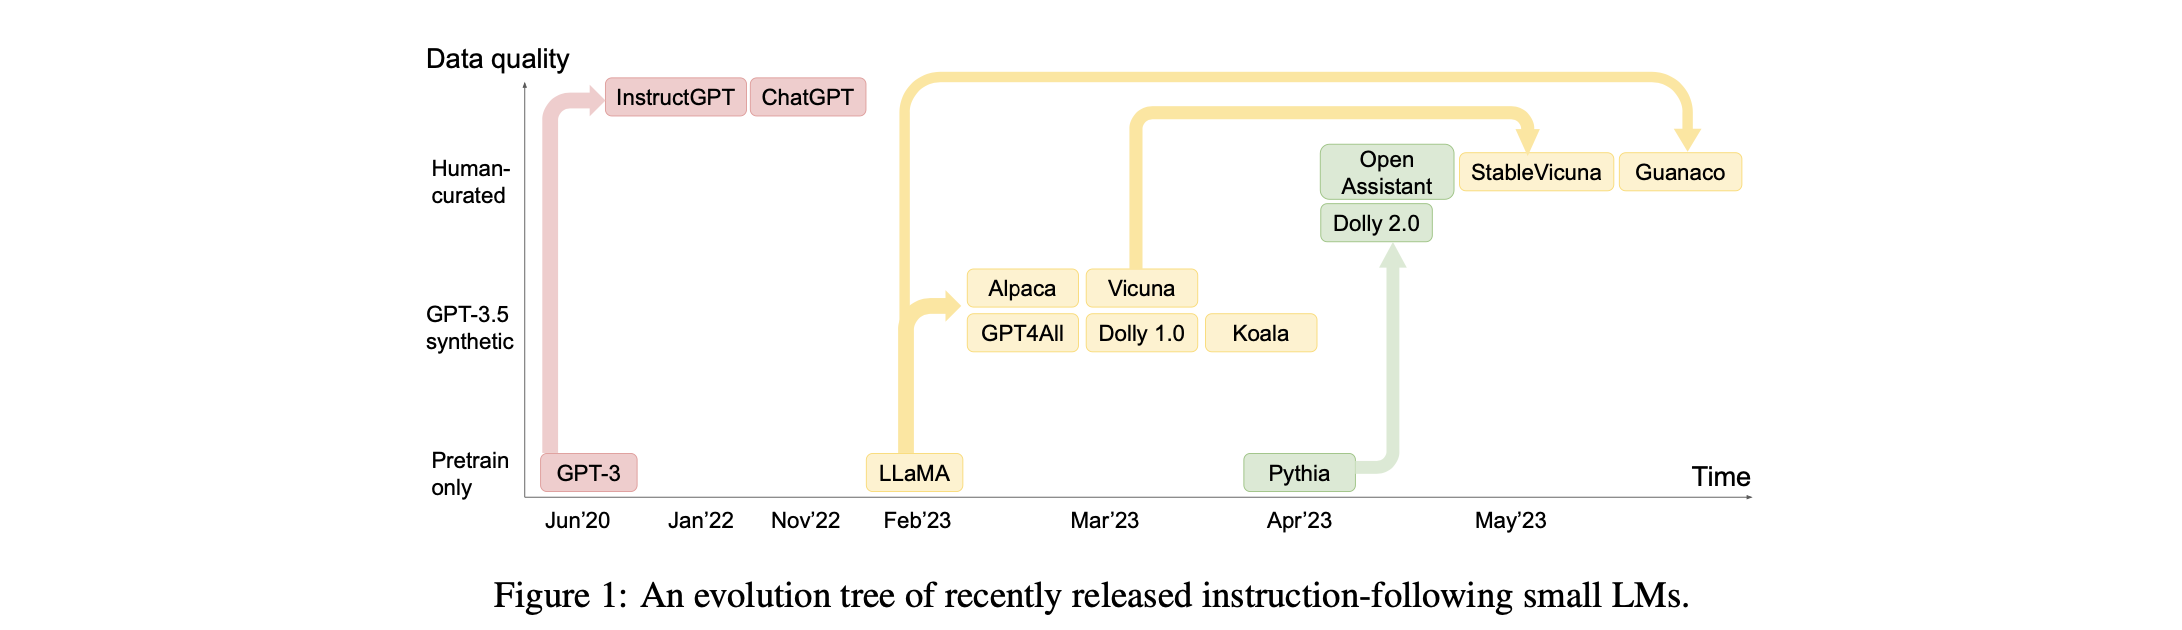 Data quality
InstructGPT ChatGPT
Human-
curated
Open
Assistant
StableVicuna Guanaco
Dolly 2.0
GPT-3.5
synthetic
Alpaca Vicuna
GPT4All Dolly 1.0 Koala
Pretrain
only
GPT-3 LLaMA Pythia
Time
Jun’20 Jan’22 Nov’22 Feb’23 Mar’23 Apr’23 May’23
Figure 1: An evolution tree of recently released instruction-following small LMs.